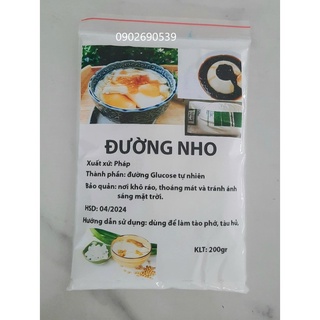 0902690539
ĐƯỜNG NHO
Xuất xứ: Pháp
Thành phần: đường Glucose tự nhiên
Bảo quản: nơi khô ráo, thoáng mát và tránh ánh
sáng mặt trời.
HSD: 04/2024
Hướng dẫn sử dụng: dùng để làm tào phớ, tàu hủ.
KLT: 200gr